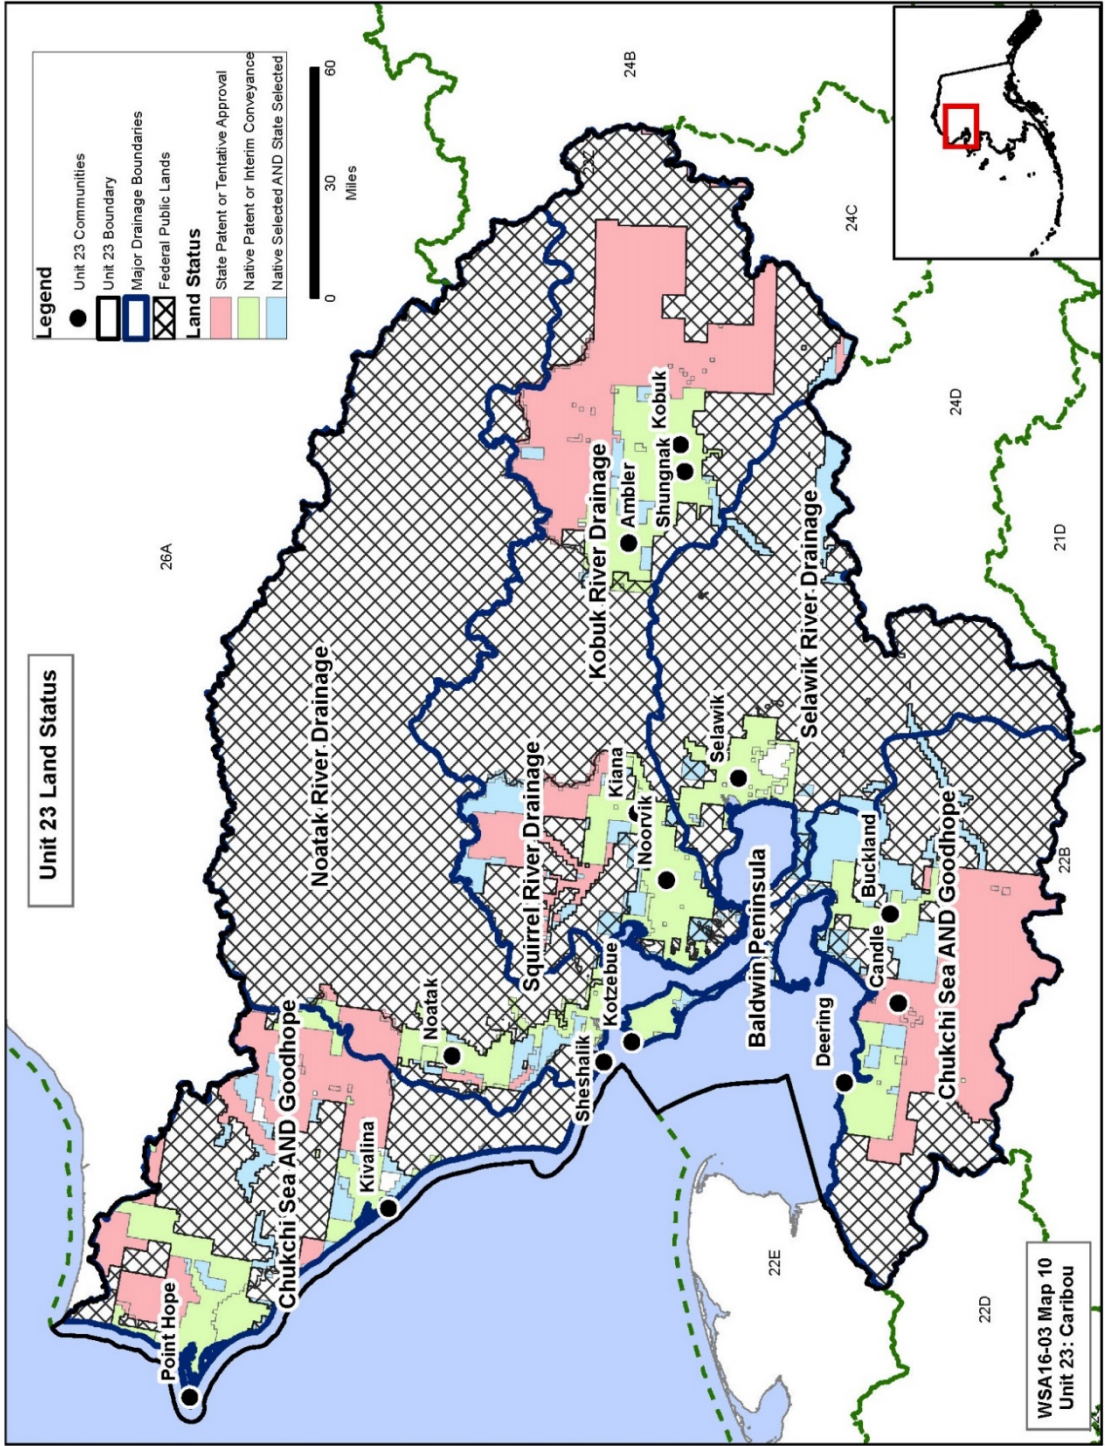 Unit 23 Land Status
Legend
Unit 23 Communities
Unit 23 Boundary
Major Drainage Boundaries
Federal Public Lands
Land Status
State Patent or Tentative Approval
Native Patent or Interim Conveyance
Native Selected AND State Selected
0 30 60
Miles
26A
24B
24C
24D
21D
22B
22D
22E
Noatak River Drainage
Kobuk River Drainage
Squirrel River Drainage
Selawik River Drainage
Chukchi Sea AND Goodhope
Chukchi Sea AND Goodhope
Baldwin Peninsula
Point Hope
Kivalina
Noatak
Sheshalik
Kotzebue
Noorvik
Kiana
Selawik
Ambler
Shungnak
Kobuk
Deering
Candle
Buckland
WSA16-03 Map 10
Unit 23: Caribou